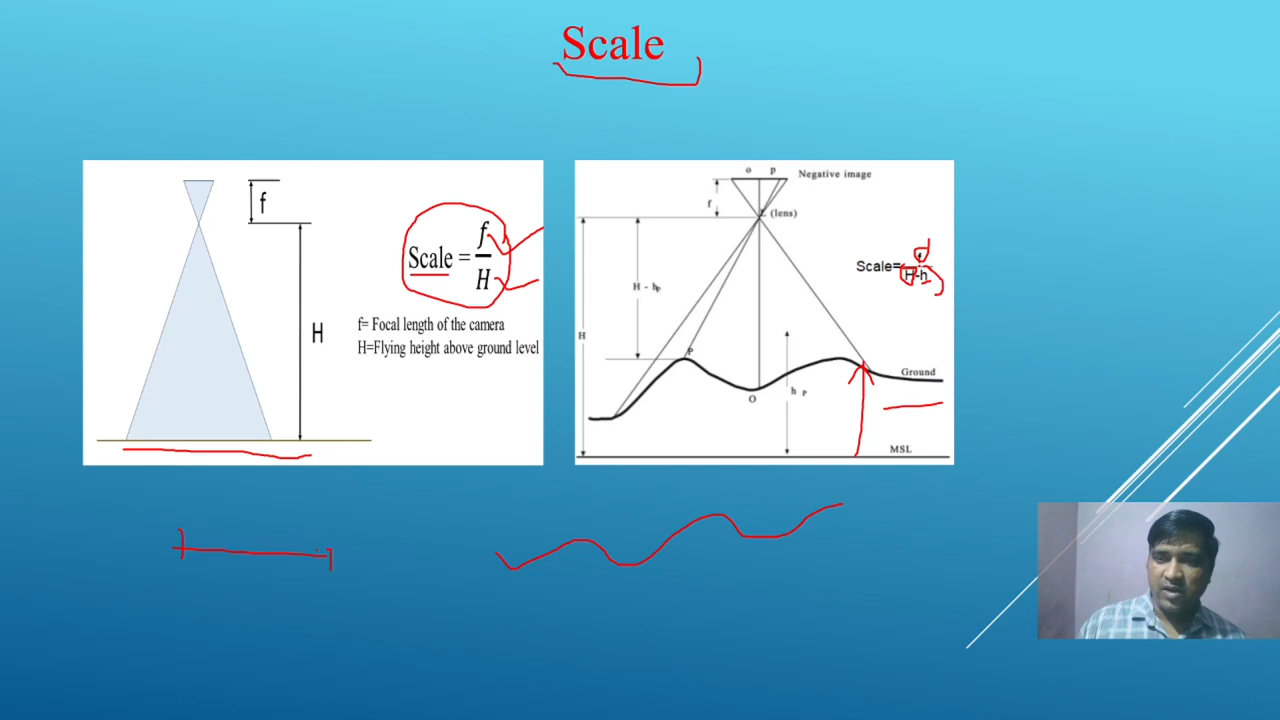 Scale
f
H
Scale = f/H
f= Focal length of the camera
H=Flying height above ground level
o p
Negative image
f
L (lens)
H - hp
H
P
O
h P
Ground
MSL
Scale=f/H-h